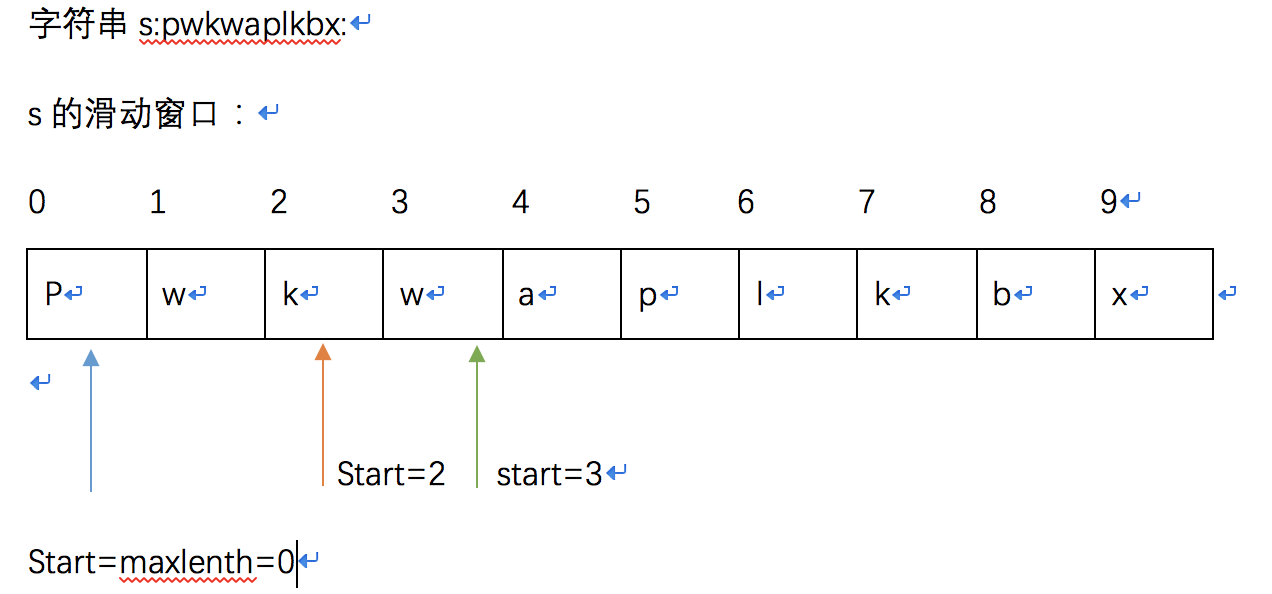 字符串 s:pwkwaplkbx:
s 的滑动窗口：
0 1 2 3 4 5 6 7 8 9
P w k w a p l k b x
Start=2 start=3
Start=maxlenth=0